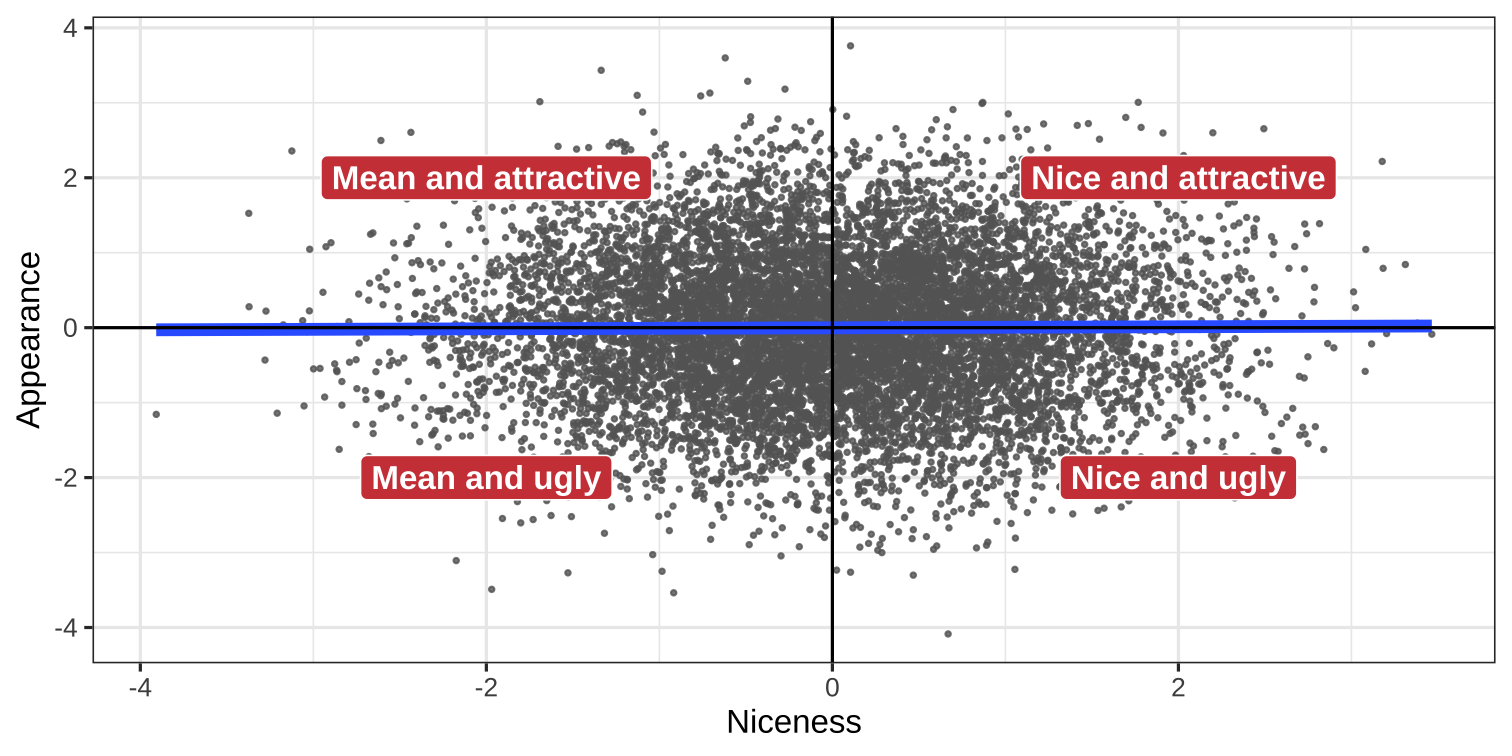 4
2
0
-2
-4
Appearance
Mean and attractive
Nice and attractive
Mean and ugly
Nice and ugly
-4
-2
0
2
Niceness